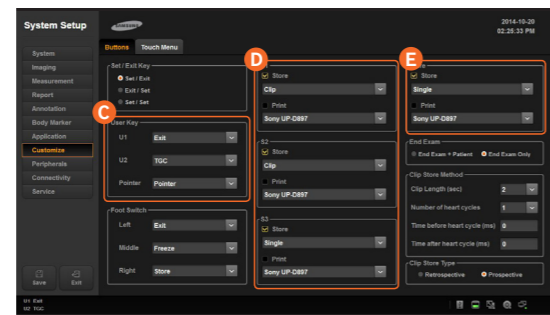 System Setup
SAMSUNG
2014-10-20
02:25:33 PM
Buttons
Touch Menu
System
Imaging
Measurement
Report
Annotation
Body Marker
Application
Customize
Peripherals
Connectivity
Service
Save
Exit
Set / Exit Key
Set / Exit
Exit / Set
Set / Set
C
User Key
U1
Exit
U2
TGC
Pointer
Pointer
Foot Switch
Left
Exit
Middle
Freeze
Right
Store
D
Store
Clip
Print
Sony UP-D897
S2
Store
Clip
Print
Sony UP-D897
S3
Store
Single
Print
Sony UP-D897
E
Store
Single
Print
Sony UP-D897
End Exam
End Exam + Patient
End Exam Only
Clip Store Method
Clip Length (sec)
2
Number of heart cycles
1
Time before heart cycle (ms)
0
Time after heart cycle (ms)
0
Clip Store Type
Retrospective
Prospective
U1 Exit
U2 TGC